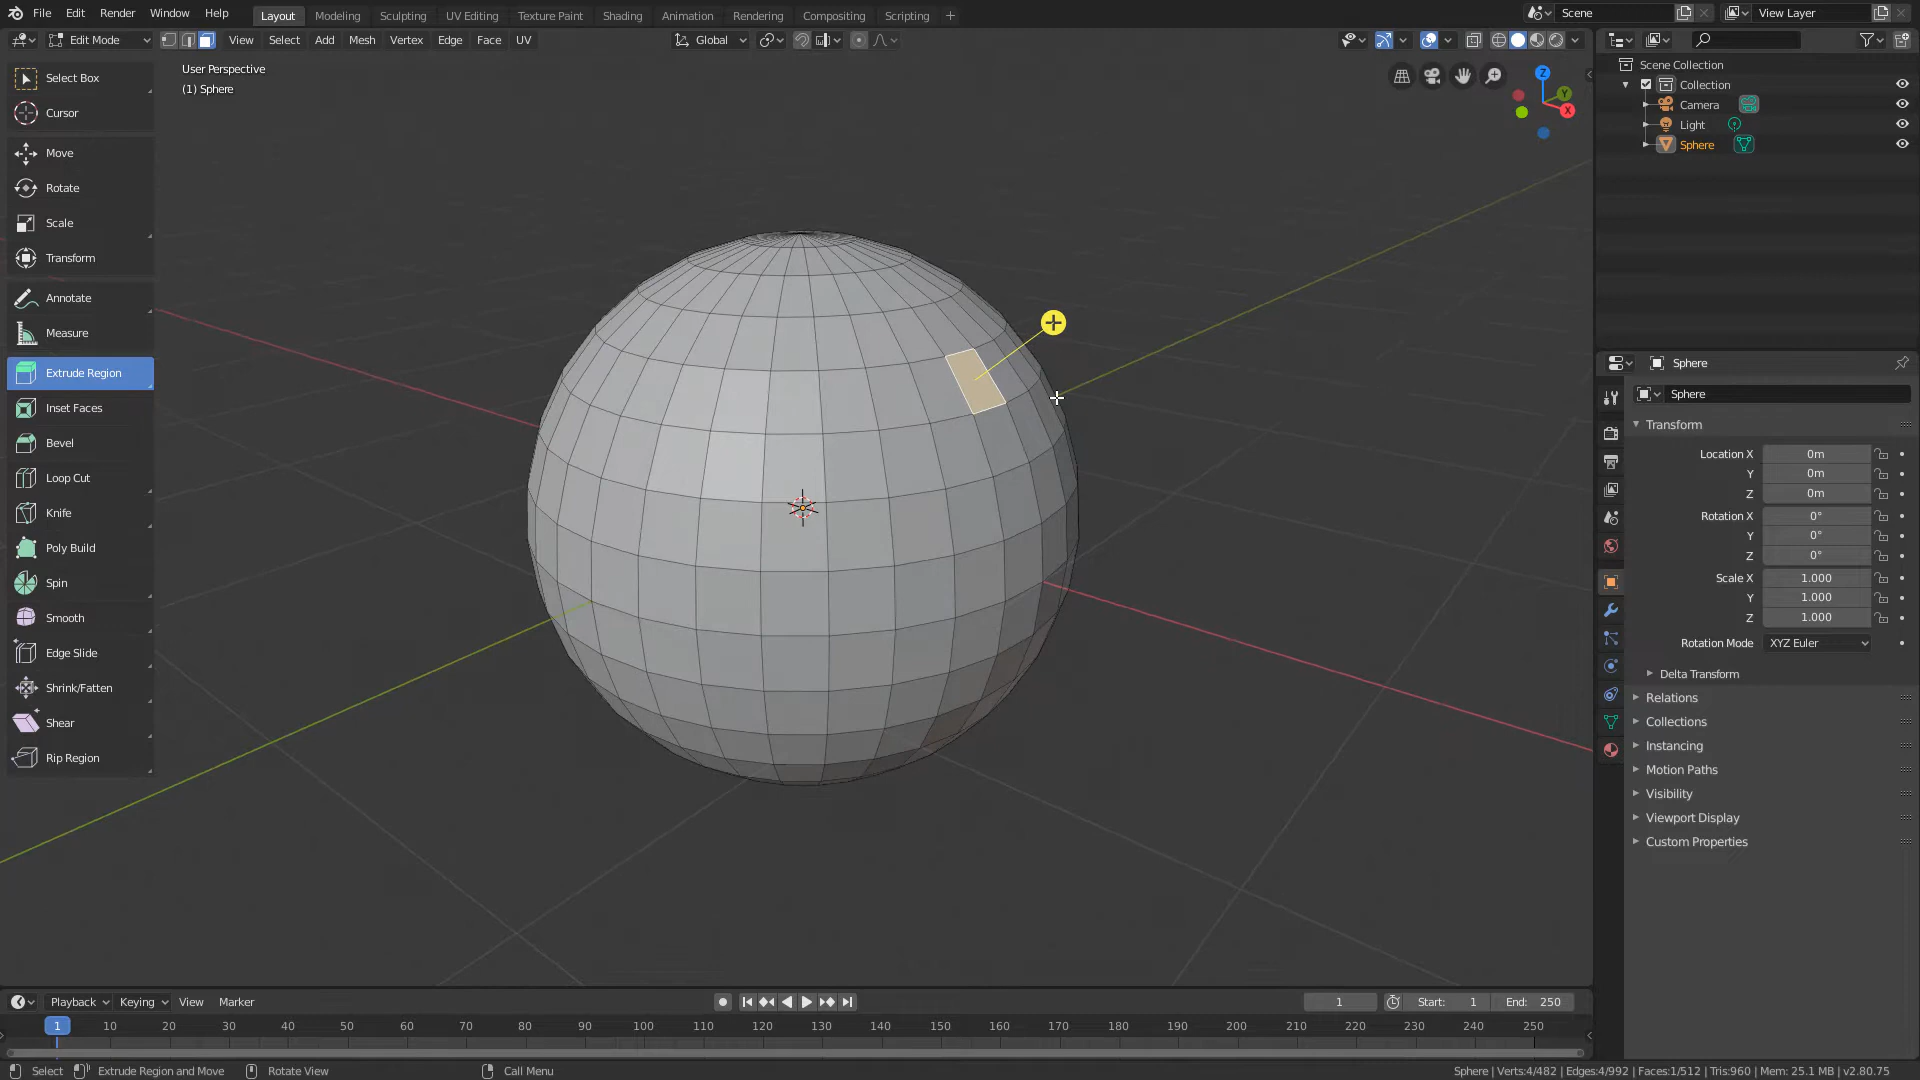 File Edit Render Window Help
Layout Modeling Sculpting UV Editing Texture Paint Shading Animation Rendering Compositing Scripting +
Scene
View Layer
Edit Mode
View Select Add Mesh Vertex Edge Face UV
Global
User Perspective
(1) Sphere
Select Box
Cursor
Move
Rotate
Scale
Transform
Annotate
Measure
Extrude Region
Inset Faces
Bevel
Loop Cut
Knife
Poly Build
Spin
Smooth
Edge Slide
Shrink/Fatten
Shear
Rip Region
Z
Y
X
Scene Collection
Collection
Camera
Light
Sphere
Sphere
Sphere
Transform
Location X 0m
Y 0m
Z 0m
Rotation X 0°
Y 0°
Z 0°
Scale X 1.000
Y 1.000
Z 1.000
Rotation Mode XYZ Euler
Delta Transform
Relations
Collections
Instancing
Motion Paths
Visibility
Viewport Display
Custom Properties
Playback Keying View Marker
1
Start: 1
End: 250
1 10 20 30 40 50 60 70 80 90 100 110 120 130 140 150 160 170 180 190 200 210 220 230 240 250
Select Extrude Region and Move Rotate View Call Menu
Sphere | Verts:4/482 | Edges:4/992 | Faces:1/512 | Tris:960 | Mem: 25.1 MB | v2.80.75